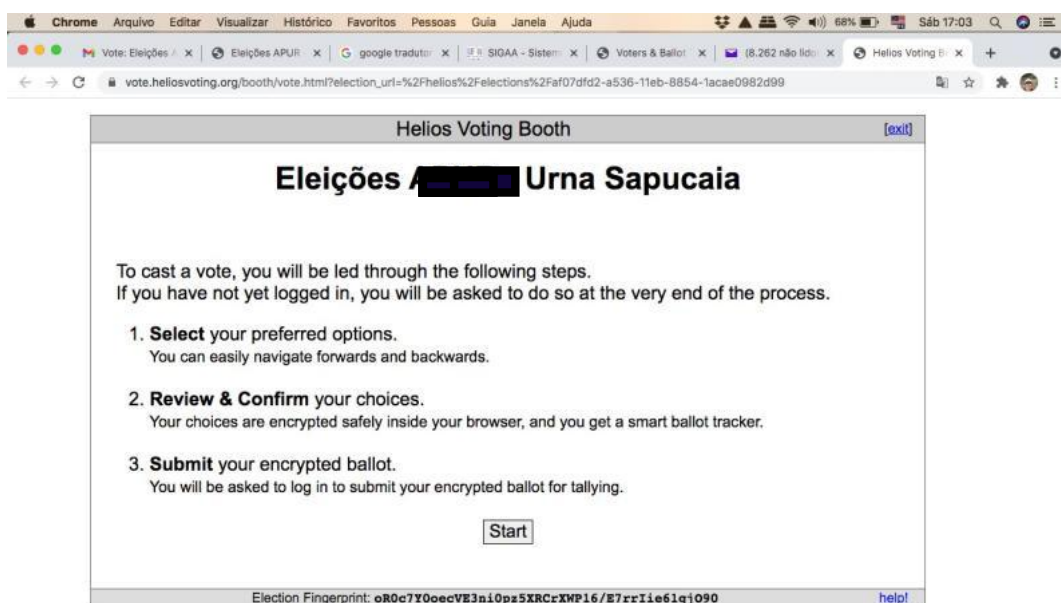 Chrome Arquivo Editar Visualizar Histórico Favoritos Pessoas Guia Janela Ajuda 68% Sáb 17:03
Vote: Eleições Eleições APUR google tradutor SIGAA - Sistem Voters & Ballot (8.262 não lido Helios Voting B
vote.heliosvoting.org/booth/vote.html?election_url=%2Fhelios%2Felections%2Faf07dfd2-a536-11eb-8854-1acae0982d99
Helios Voting Booth [exit]
Eleições Urna Sapucaia
To cast a vote, you will be led through the following steps.
If you have not yet logged in, you will be asked to do so at the very end of the process.
1. Select your preferred options.
You can easily navigate forwards and backwards.
2. Review & Confirm your choices.
Your choices are encrypted safely inside your browser, and you get a smart ballot tracker.
3. Submit your encrypted ballot.
You will be asked to log in to submit your encrypted ballot for tallying.
Start
Election Fingerprint: help!